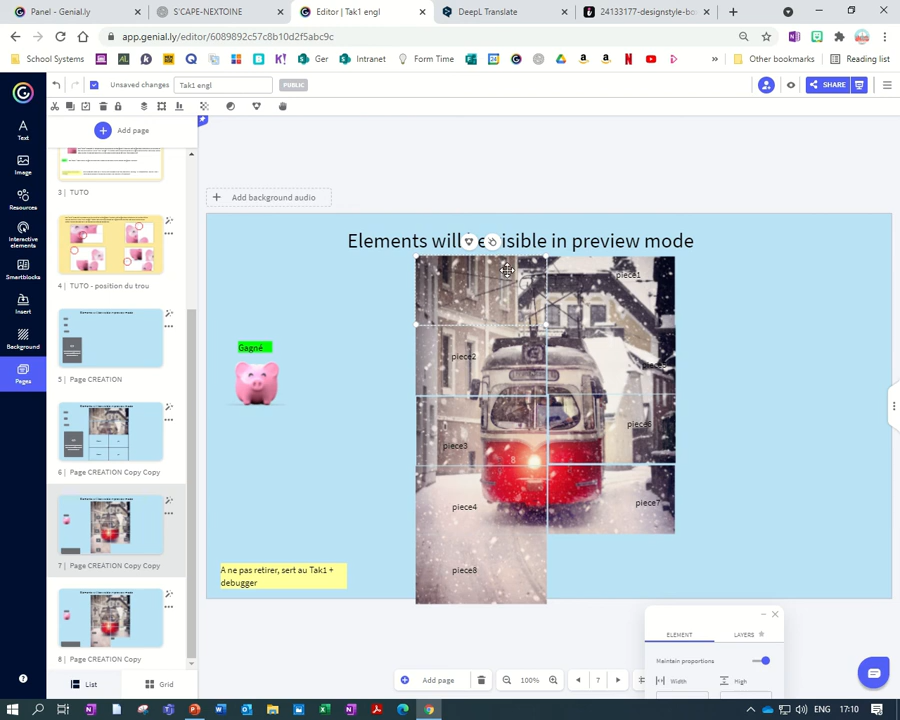 Panel - Genial.ly
S'CAPE-NEXTOINE
Editor | Tak1 engl
DeepL Translate
24133177-designstyle-bo
app.genial.ly/editor/6089892c57c8b10d2f5abc9c
School Systems
Ger
Intranet
Form Time
Other bookmarks
Reading list
Unsaved changes
Tak1 engl
PUBLIC
SHARE
Text
Image
Resources
Interactive elements
Smartblocks
Insert
Background
Pages
Add page
3 | TUTO
4 | TUTO - position du trou
5 | Page CREATION
6 | Page CREATION Copy Copy
7 | Page CREATION Copy Copy
8 | Page CREATION Copy
List
Grid
Add background audio
Elements will be visible in preview mode
piece1
Gagné
piece2
piece6
piece3
8
piece4
piece7
piece8
A ne pas retirer, sert au Tak1 +
debugger
ELEMENT
LAYERS
Maintain proportions
Width
High
Add page
100%
7
ENG
17:10